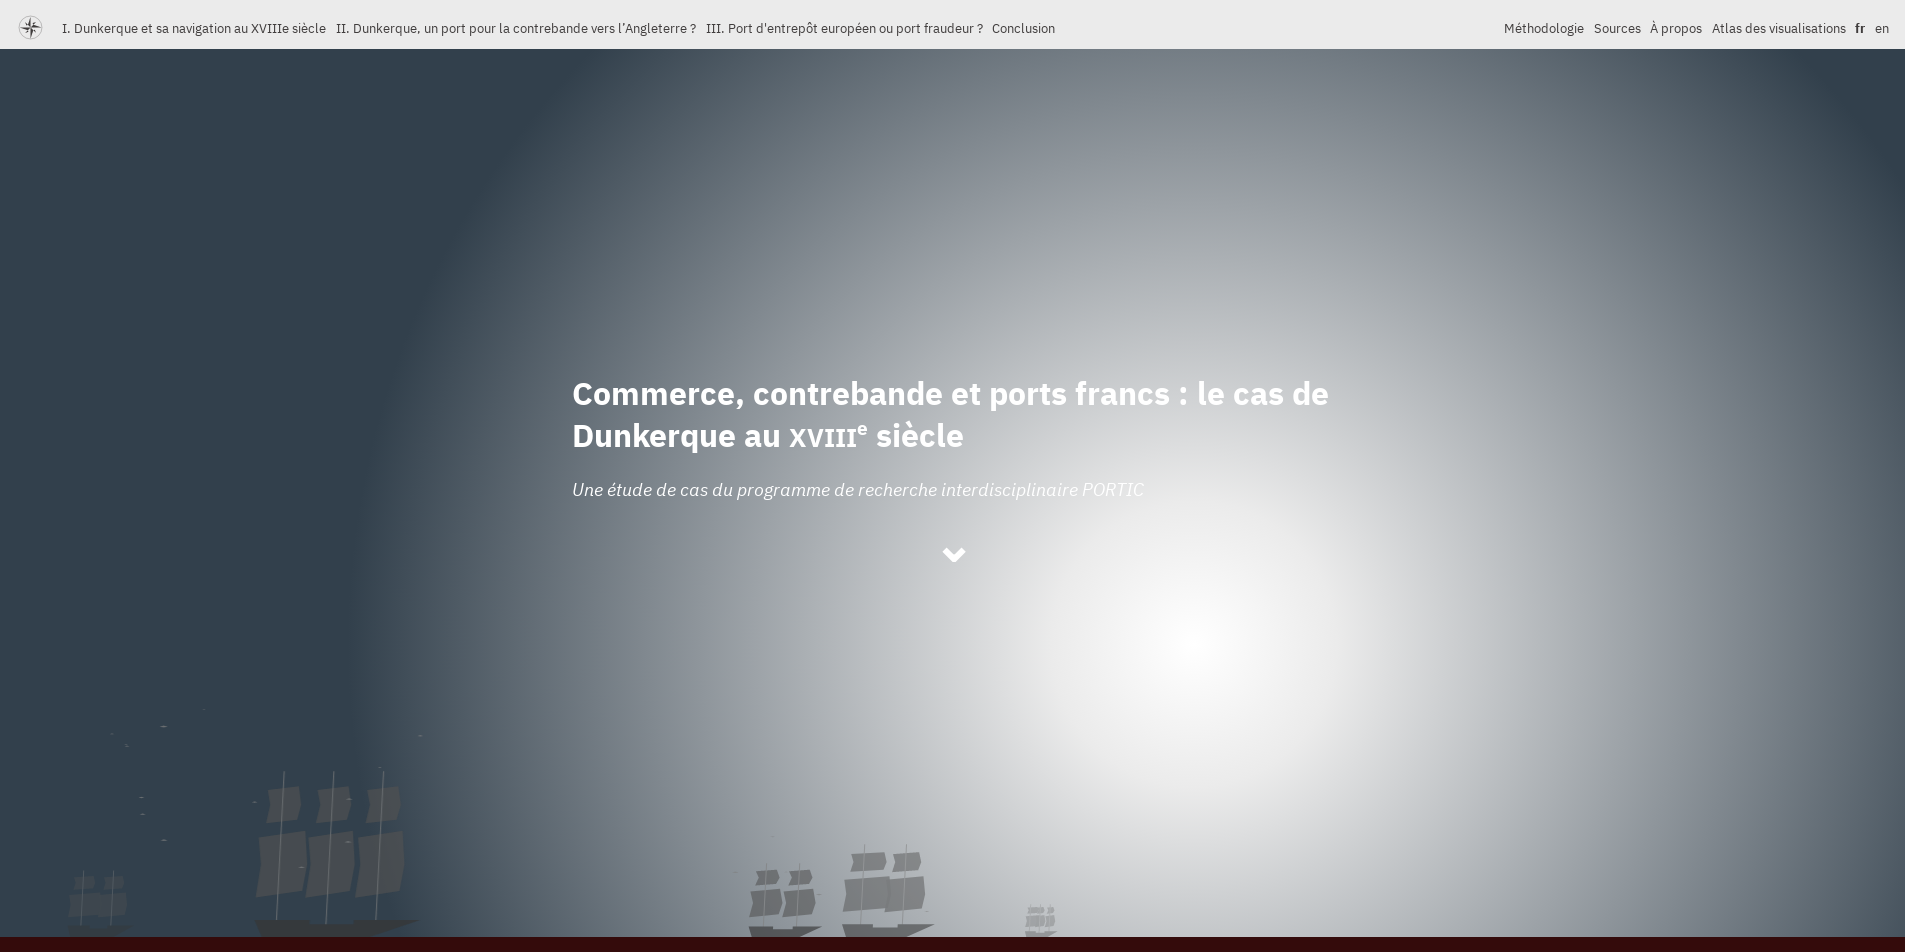 I. Dunkerque et sa navigation au XVIIIe siècle II. Dunkerque, un port pour la contrebande vers l’Angleterre ? III. Port d'entrepôt européen ou port fraudeur ? Conclusion Méthodologie Sources À propos Atlas des visualisations fr en
Commerce, contrebande et ports francs : le cas de
Dunkerque au XVIIIe siècle
Une étude de cas du programme de recherche interdisciplinaire PORTIC